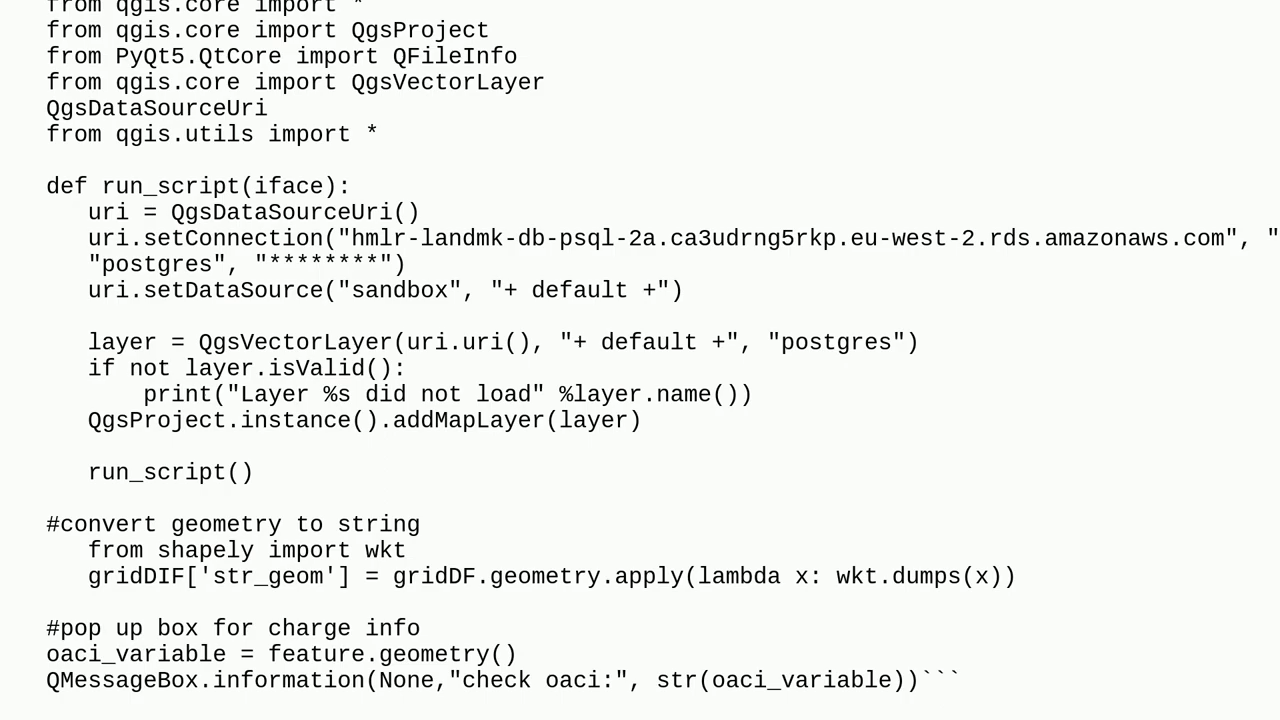 from qgis.core import *
from qgis.core import QgsProject
from PyQt5.QtCore import QFileInfo
from qgis.core import QgsVectorLayer
QgsDataSourceUri
from qgis.utils import *
def run_script(iface):
uri = QgsDataSourceUri()
uri.setConnection("hmlr-landmk-db-psql-2a.ca3udrng5rkp.eu-west-2.rds.amazonaws.com", "
"postgres", "********")
uri.setDataSource("sandbox", "+ default +")
layer = QgsVectorLayer(uri.uri(), "+ default +", "postgres")
if not layer.isValid():
print("Layer %s did not load" %layer.name())
QgsProject.instance().addMapLayer(layer)
run_script()
#convert geometry to string
from shapely import wkt
gridDIF['str_geom'] = gridDF.geometry.apply(lambda x: wkt.dumps(x))
#pop up box for charge info
oaci_variable = feature.geometry()
QMessageBox.information(None,"check oaci:", str(oaci_variable))```